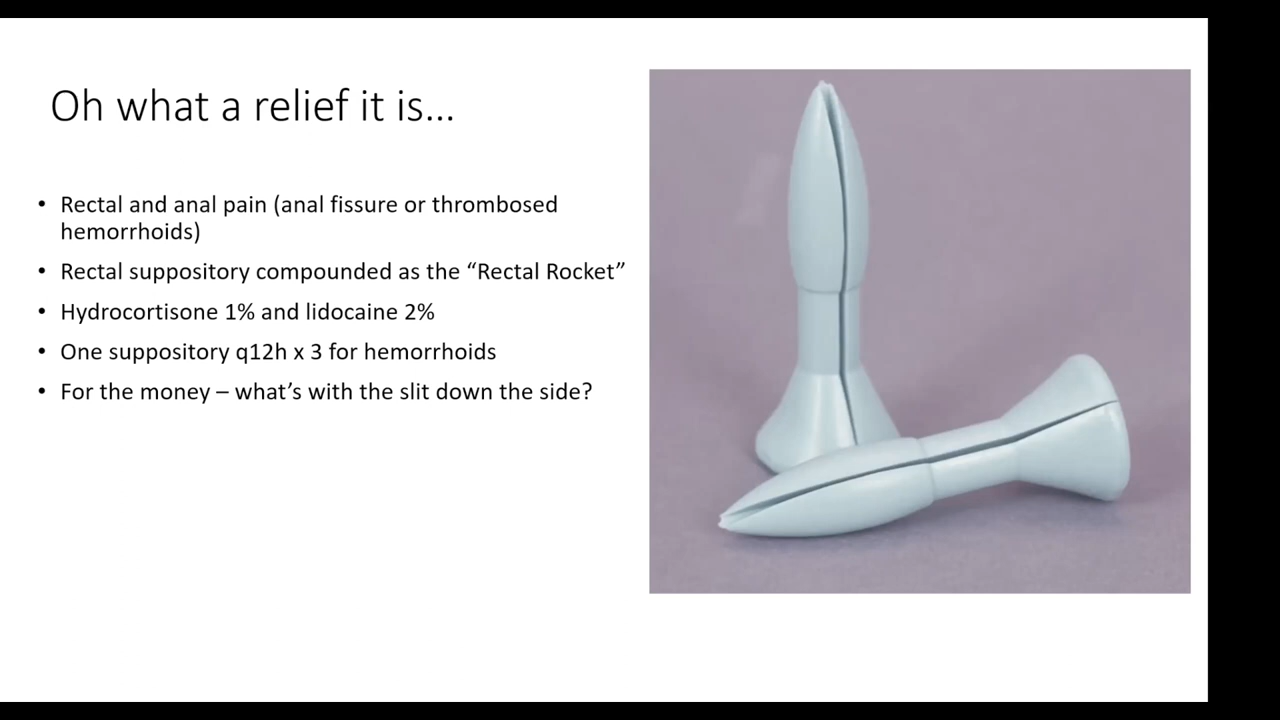 Oh what a relief it is...
• Rectal and anal pain (anal fissure or thrombosed
hemorrhoids)
• Rectal suppository compounded as the “Rectal Rocket”
• Hydrocortisone 1% and lidocaine 2%
• One suppository q12h x 3 for hemorrhoids
• For the money – what’s with the slit down the side?